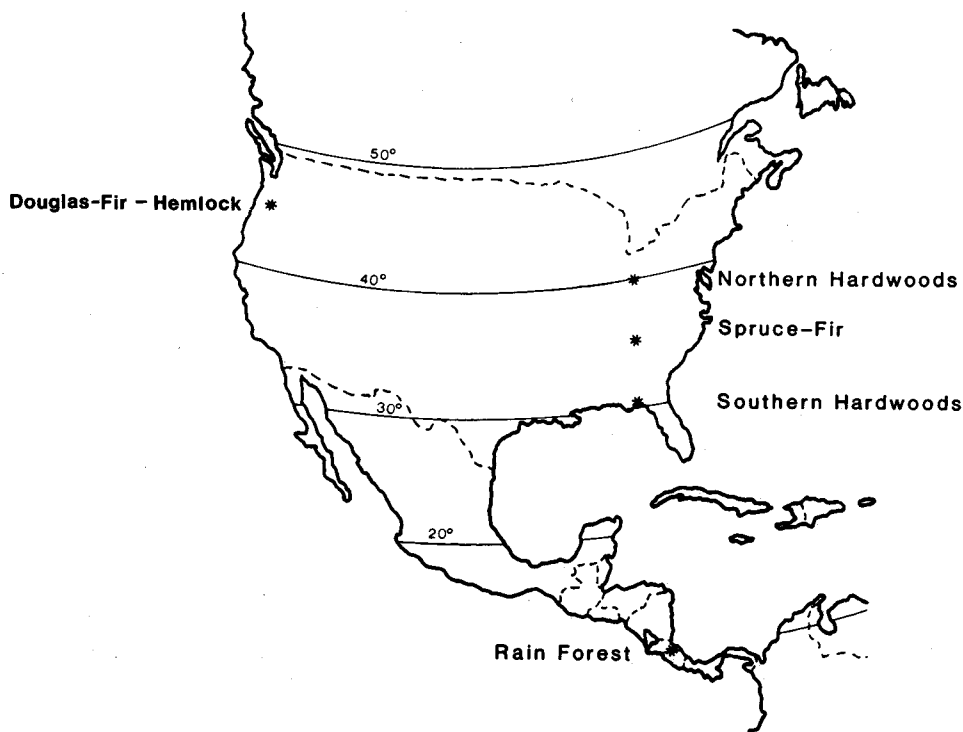 50°
Douglas-Fir – Hemlock
40°
Northern Hardwoods
Spruce–Fir
30°
Southern Hardwoods
20°
Rain Forest